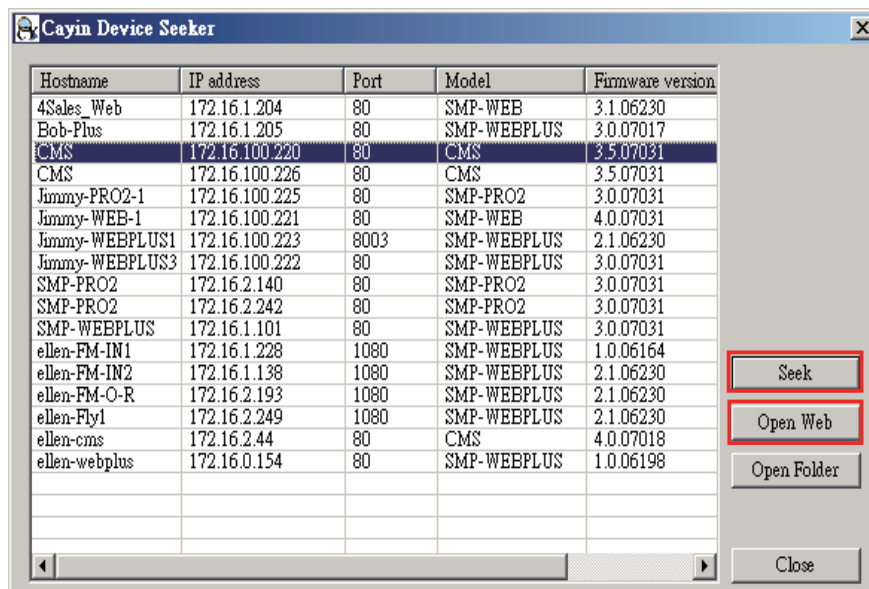 Cayin Device Seeker
Hostname IP address Port Model Firmware version
4Sales_Web 172.16.1.204 80 SMP-WEB 3.1.06230
Bob-Plus 172.16.1.205 80 SMP-WEBPLUS 3.0.07017
CMS 172.16.100.220 80 CMS 3.5.07031
CMS 172.16.100.226 80 CMS 3.5.07031
Jimmy-PRO2-1 172.16.100.225 80 SMP-PRO2 3.0.07031
Jimmy-WEB-1 172.16.100.221 80 SMP-WEB 4.0.07031
Jimmy-WEBPLUS1 172.16.100.223 8003 SMP-WEBPLUS 2.1.06230
Jimmy-WEBPLUS3 172.16.100.222 80 SMP-WEBPLUS 3.0.07031
SMP-PRO2 172.16.2.140 80 SMP-PRO2 3.0.07031
SMP-PRO2 172.16.2.242 80 SMP-PRO2 3.0.07031
SMP-WEBPLUS 172.16.1.101 80 SMP-WEBPLUS 3.0.07031
ellen-FM-IN1 172.16.1.228 1080 SMP-WEBPLUS 1.0.06164
ellen-FM-IN2 172.16.1.138 1080 SMP-WEBPLUS 2.1.06230
ellen-FM-O-R 172.16.2.193 1080 SMP-WEBPLUS 2.1.06230
ellen-Fly1 172.16.2.249 1080 SMP-WEBPLUS 2.1.06230
ellen-cms 172.16.2.44 80 CMS 4.0.07018
ellen-webplus 172.16.0.154 80 SMP-WEBPLUS 1.0.06198
Seek
Open Web
Open Folder
Close